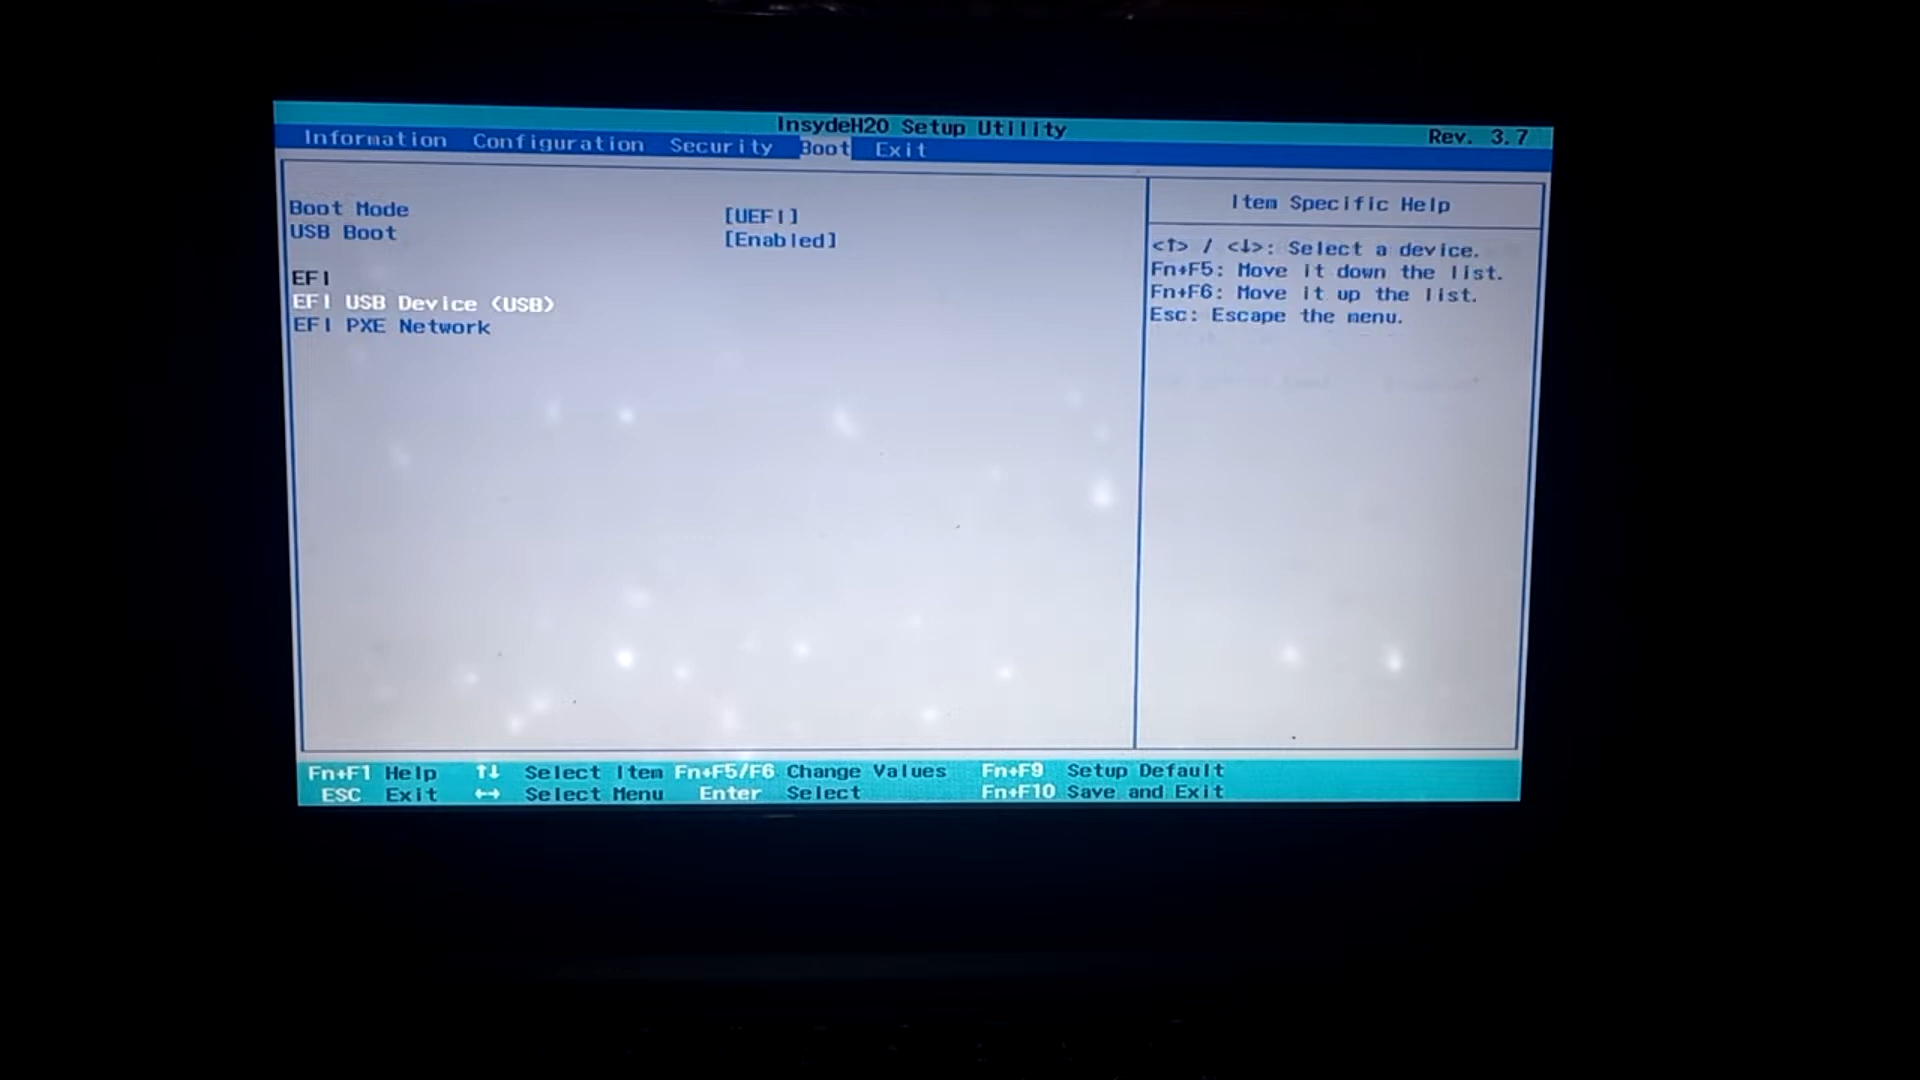 InsydeH20 Setup Utility Rev. 3.7
Information Configuration Security Boot Exit
Boot Mode [UEFI]
USB Boot [Enabled]
EFI
EFI USB Device (USB)
EFI PXE Network
Item Specific Help
<↑> / <↓>: Select a device.
Fn+F5: Move it down the list.
Fn+F6: Move it up the list.
Esc: Escape the menu.
Fn+F1 Help ↑↓ Select Item Fn+F5/F6 Change Values Fn+F9 Setup Default
ESC Exit ↔ Select Menu Enter Select Fn+F10 Save and Exit